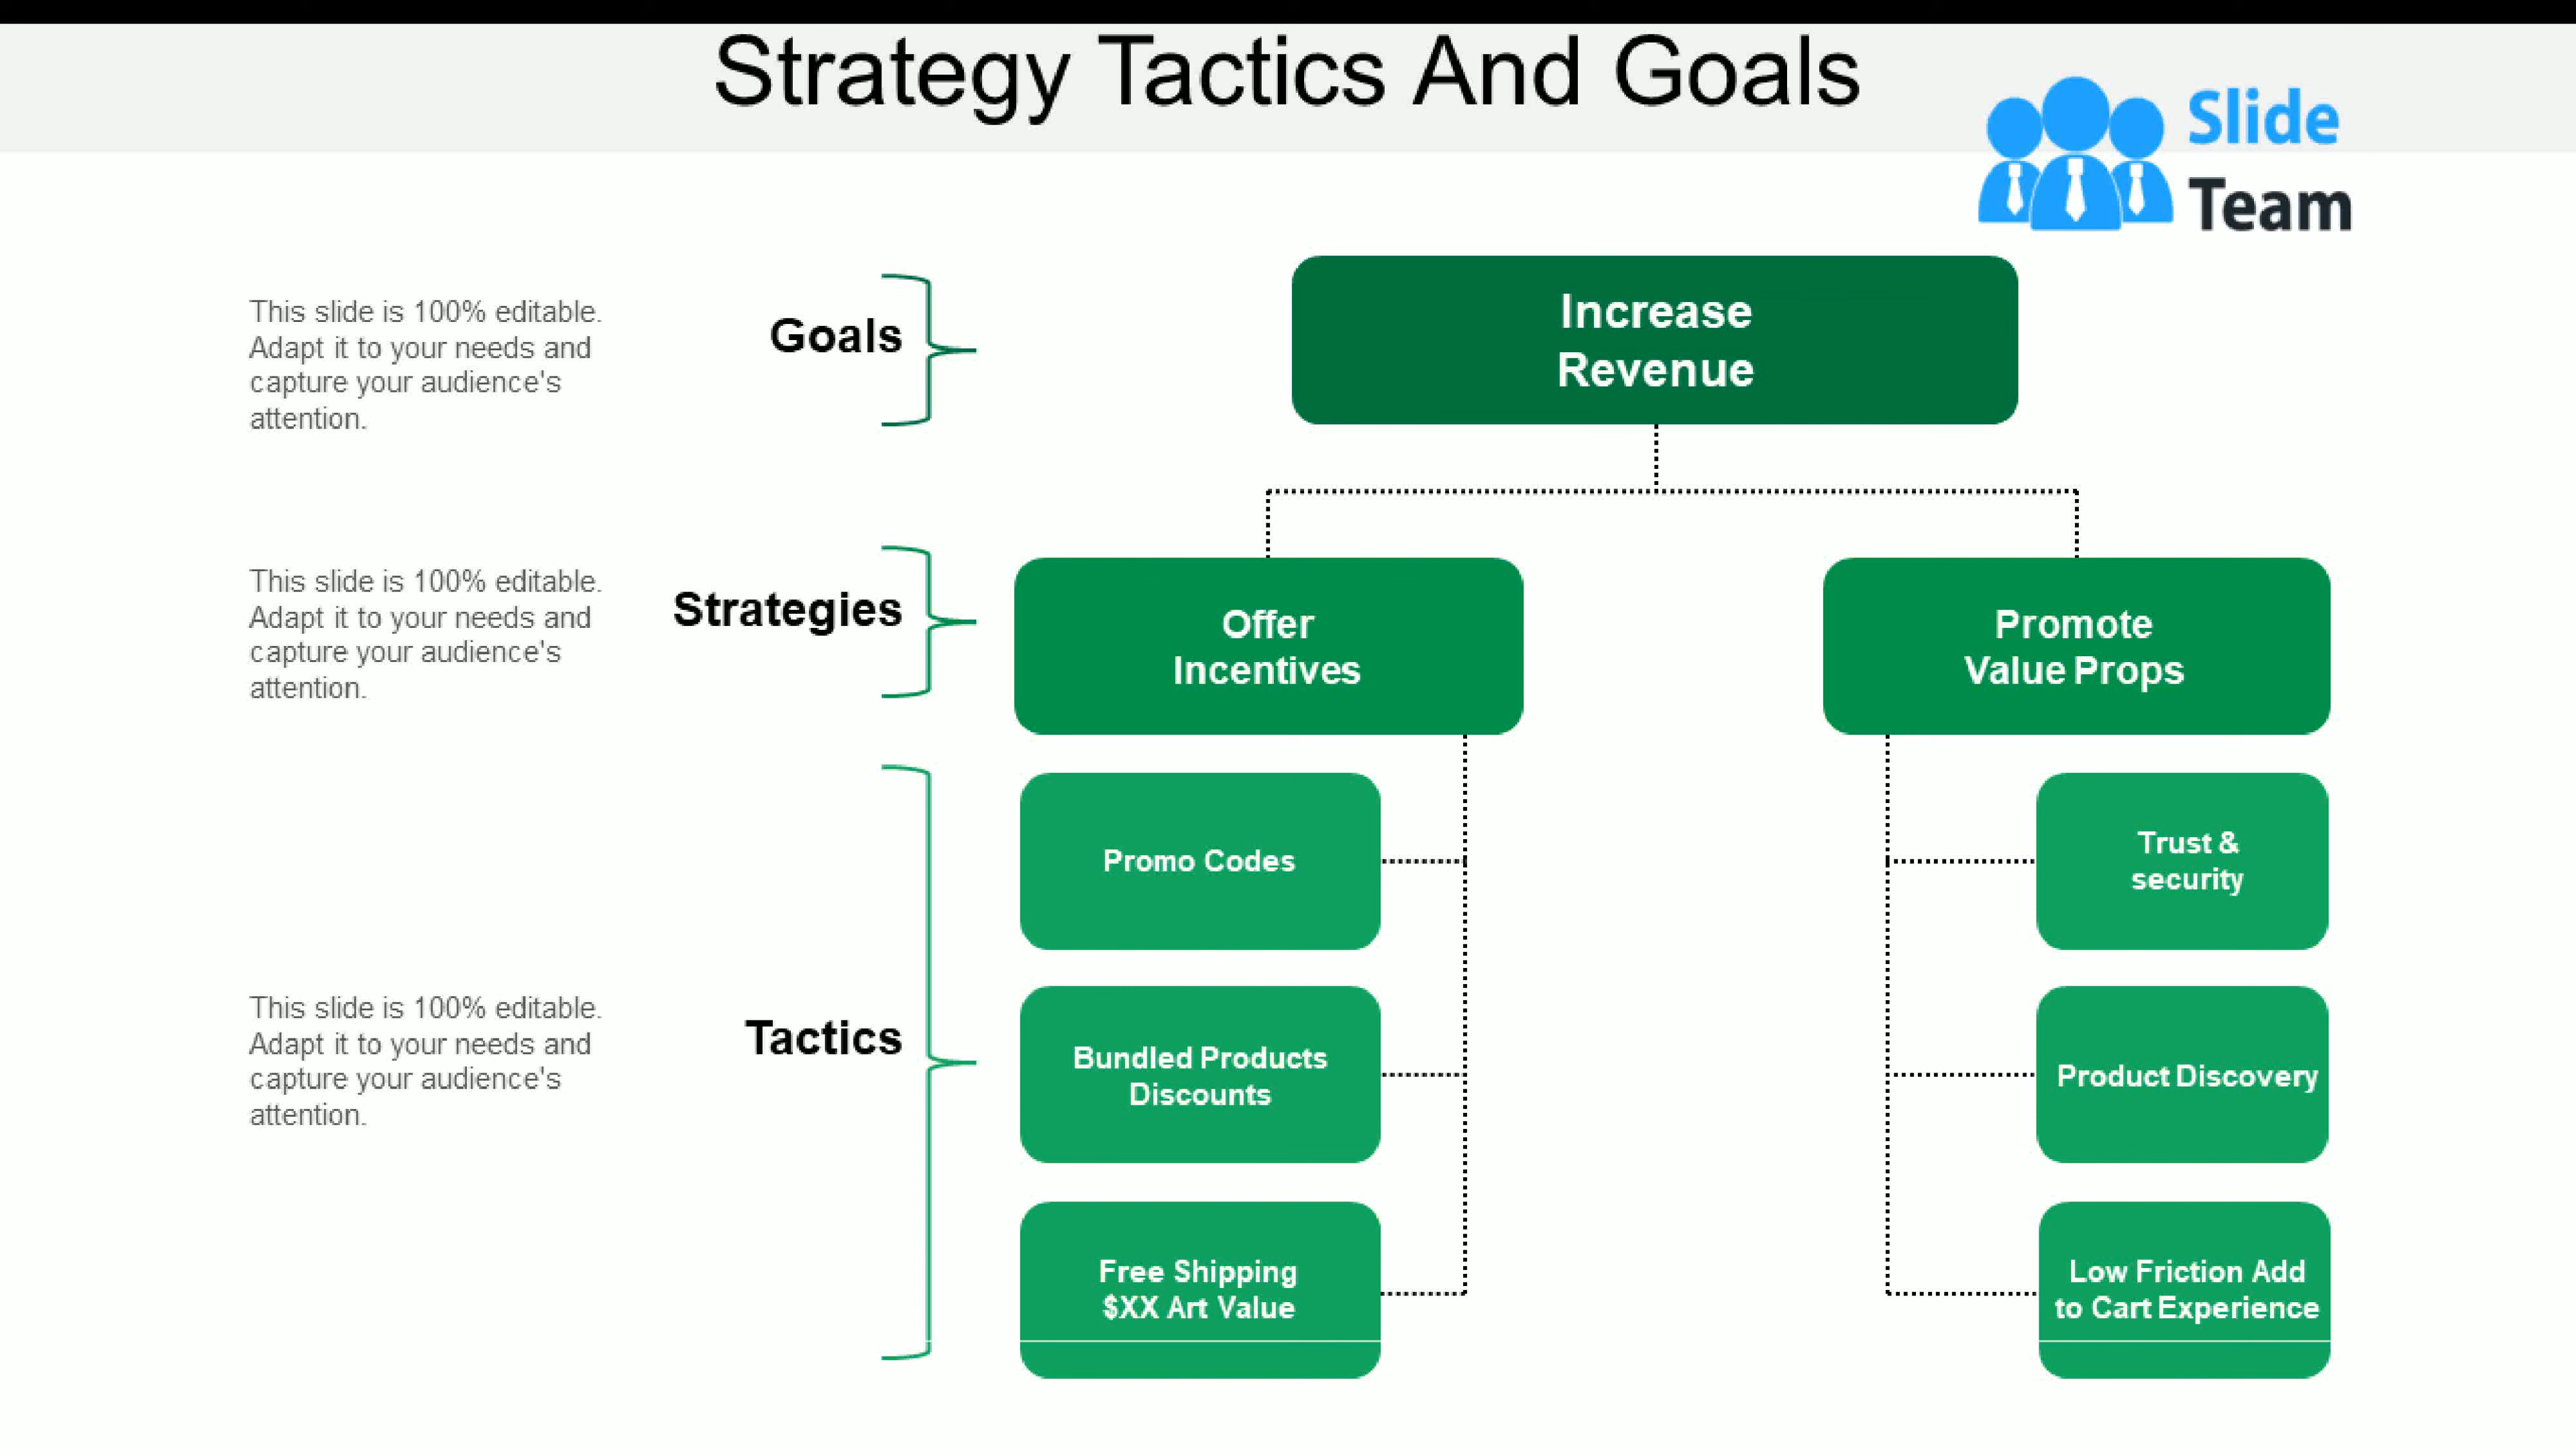 Strategy Tactics And Goals
Slide
Team
This slide is 100% editable.
Adapt it to your needs and
capture your audience's
attention.
Goals
Increase
Revenue
This slide is 100% editable.
Adapt it to your needs and
capture your audience's
attention.
Strategies
Offer
Incentives
Promote
Value Props
This slide is 100% editable.
Adapt it to your needs and
capture your audience's
attention.
Tactics
Promo Codes
Bundled Products
Discounts
Free Shipping
$XX Art Value
Trust &
security
Product Discovery
Low Friction Add
to Cart Experience